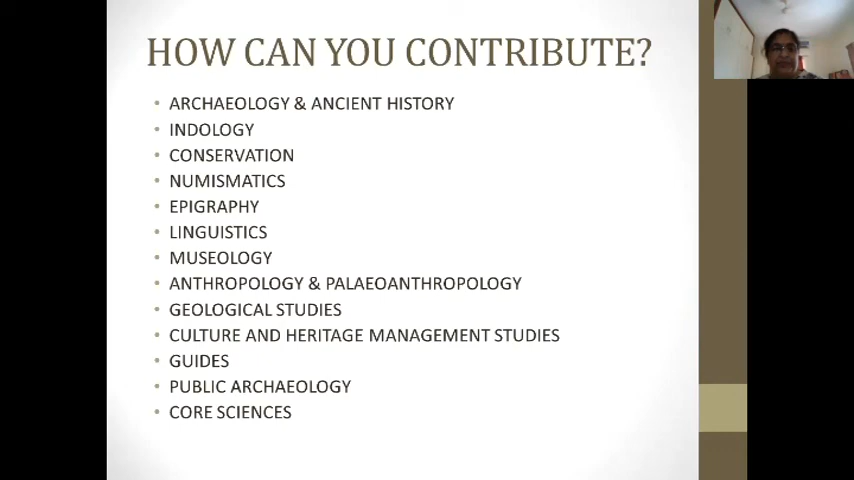 HOW CAN YOU CONTRIBUTE?
• ARCHAEOLOGY & ANCIENT HISTORY
• INDOLOGY
• CONSERVATION
• NUMISMATICS
• EPIGRAPHY
• LINGUISTICS
• MUSEOLOGY
• ANTHROPOLOGY & PALAEOANTHROPOLOGY
• GEOLOGICAL STUDIES
• CULTURE AND HERITAGE MANAGEMENT STUDIES
• GUIDES
• PUBLIC ARCHAEOLOGY
• CORE SCIENCES